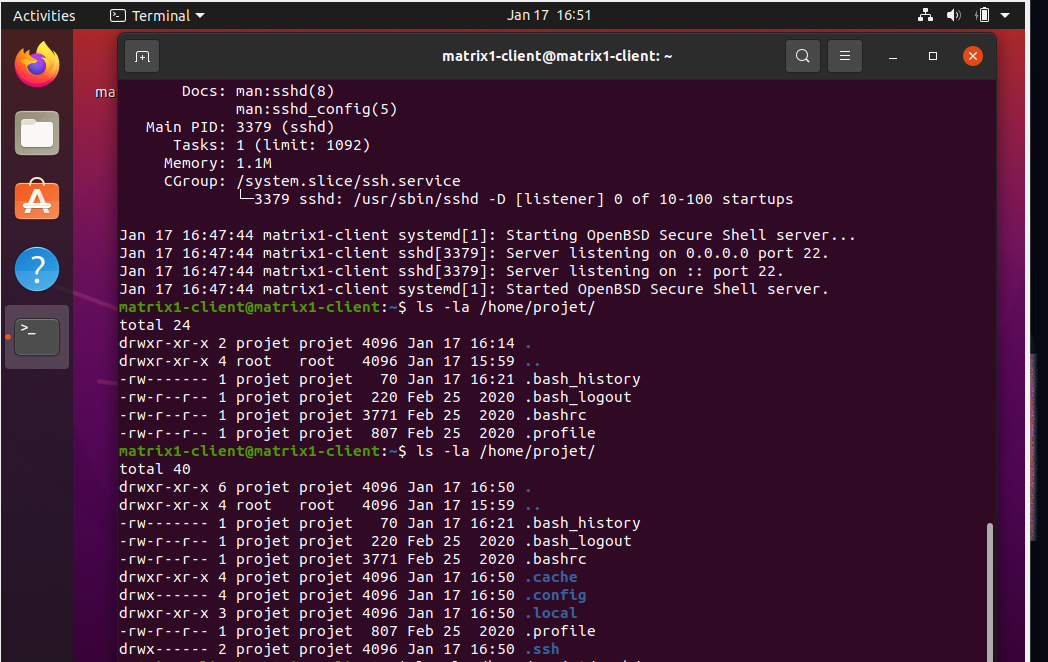 Activities
Terminal
Jan 17 16:51
matrix1-client@matrix1-client: ~
ma
Docs: man:sshd(8)
man:sshd_config(5)
Main PID: 3379 (sshd)
Tasks: 1 (limit: 1092)
Memory: 1.1M
CGroup: /system.slice/ssh.service
└─3379 sshd: /usr/sbin/sshd -D [listener] 0 of 10-100 startups
Jan 17 16:47:44 matrix1-client systemd[1]: Starting OpenBSD Secure Shell server...
Jan 17 16:47:44 matrix1-client sshd[3379]: Server listening on 0.0.0.0 port 22.
Jan 17 16:47:44 matrix1-client sshd[3379]: Server listening on :: port 22.
Jan 17 16:47:44 matrix1-client systemd[1]: Started OpenBSD Secure Shell server.
matrix1-client@matrix1-client:~$ ls -la /home/projet/
total 24
drwxr-xr-x 2 projet projet 4096 Jan 17 16:14 .
drwxr-xr-x 4 root   root   4096 Jan 17 15:59 ..
-rw------- 1 projet projet   70 Jan 17 16:21 .bash_history
-rw-r--r-- 1 projet projet  220 Feb 25  2020 .bash_logout
-rw-r--r-- 1 projet projet 3771 Feb 25  2020 .bashrc
-rw-r--r-- 1 projet projet  807 Feb 25  2020 .profile
matrix1-client@matrix1-client:~$ ls -la /home/projet/
total 40
drwxr-xr-x 6 projet projet 4096 Jan 17 16:50 .
drwxr-xr-x 4 root   root   4096 Jan 17 15:59 ..
-rw------- 1 projet projet   70 Jan 17 16:21 .bash_history
-rw-r--r-- 1 projet projet  220 Feb 25  2020 .bash_logout
-rw-r--r-- 1 projet projet 3771 Feb 25  2020 .bashrc
drwxr-xr-x 4 projet projet 4096 Jan 17 16:50 .cache
drwx------ 4 projet projet 4096 Jan 17 16:50 .config
drwxr-xr-x 3 projet projet 4096 Jan 17 16:50 .local
-rw-r--r-- 1 projet projet  807 Feb 25  2020 .profile
drwx------ 2 projet projet 4096 Jan 17 16:50 .ssh